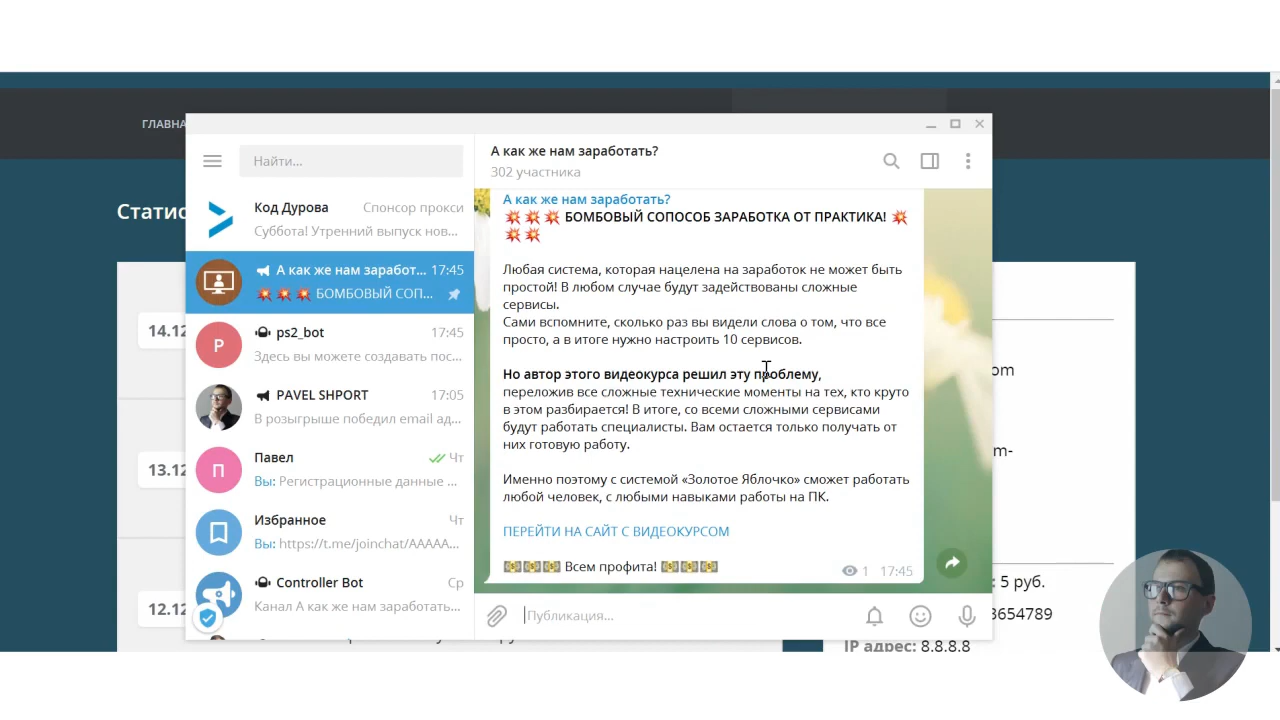 ГЛАВНА
Статис
14.12
13.12
12.12
Найти...
Код Дурова Спонсор прокси
Суббота! Утренний выпуск нов...
А как же нам заработ... 17:45
💥 💥 💥 БОМБОВЫЙ СОП...
P ps2_bot 17:45
Здесь вы можете создавать пос...
PAVEL SHPORT 17:05
В розыгрыше победил email ад...
П Павел Чт
Вы: Регистрационные данные ...
Избранное Чт
Вы: https://t.me/joinchat/AAAAA...
Controller Bot Ср
Канал А как же нам заработать...
А как же нам заработать?
302 участника
А как же нам заработать?
💥 💥 💥 БОМБОВЫЙ СОПОСОБ ЗАРАБОТКА ОТ ПРАКТИКА! 💥
💥 💥
Любая система, которая нацелена на заработок не может быть
простой! В любом случае будут задействованы сложные
сервисы.
Сами вспомните, сколько раз вы видели слова о том, что все
просто, а в итоге нужно настроить 10 сервисов.
Но автор этого видеокурса решил эту проблему,
переложив все сложные технические моменты на тех, кто круто
в этом разбирается! В итоге, со всеми сложными сервисами
будут работать специалисты. Вам остается только получать от
них готовую работу.
Именно поэтому с системой «Золотое Яблочко» сможет работать
любой человек, с любыми навыками работы на ПК.
ПЕРЕЙТИ НА САЙТ С ВИДЕОКУРСОМ
💵💵💵 Всем профита! 💵💵💵
1 17:45
Публикация...
om
m-
: 5 руб.
3654789
IP адрес: 8.8.8.8